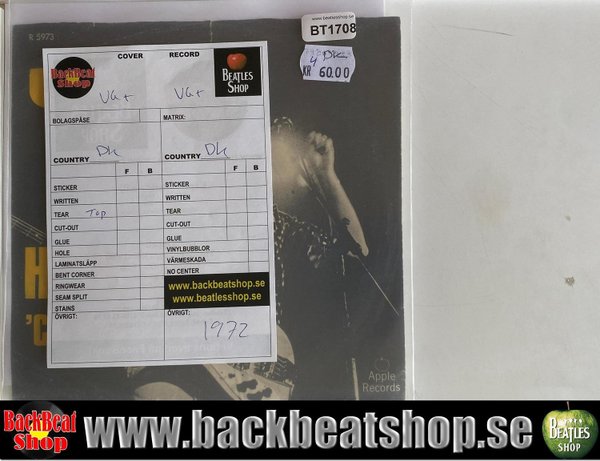 R 5973
www.beatlesshop.se
BT1708
4 DK
KR 60.00
COVER RECORD
BackBeat Shop
BEATLES SHOP
VG+ VG+
BOLAGSPÅSE MATRIX:
COUNTRY DK COUNTRY DK
F B F B
STICKER STICKER
WRITTEN WRITTEN
TEAR Top TEAR
CUT-OUT CUT-OUT
GLUE GLUE
HOLE VINYLBUBBLOR
LAMINATSLÄPP VÄRMESKADA
BENT CORNER NO CENTER
RINGWEAR
SEAM SPLIT
STAINS
www.backbeatshop.se
www.beatlesshop.se
ÖVRIGT: ÖVRIGT:
1972
H
'C
Apple
Records
BackBeat Shop www.backbeatshop.se BEATLES SHOP